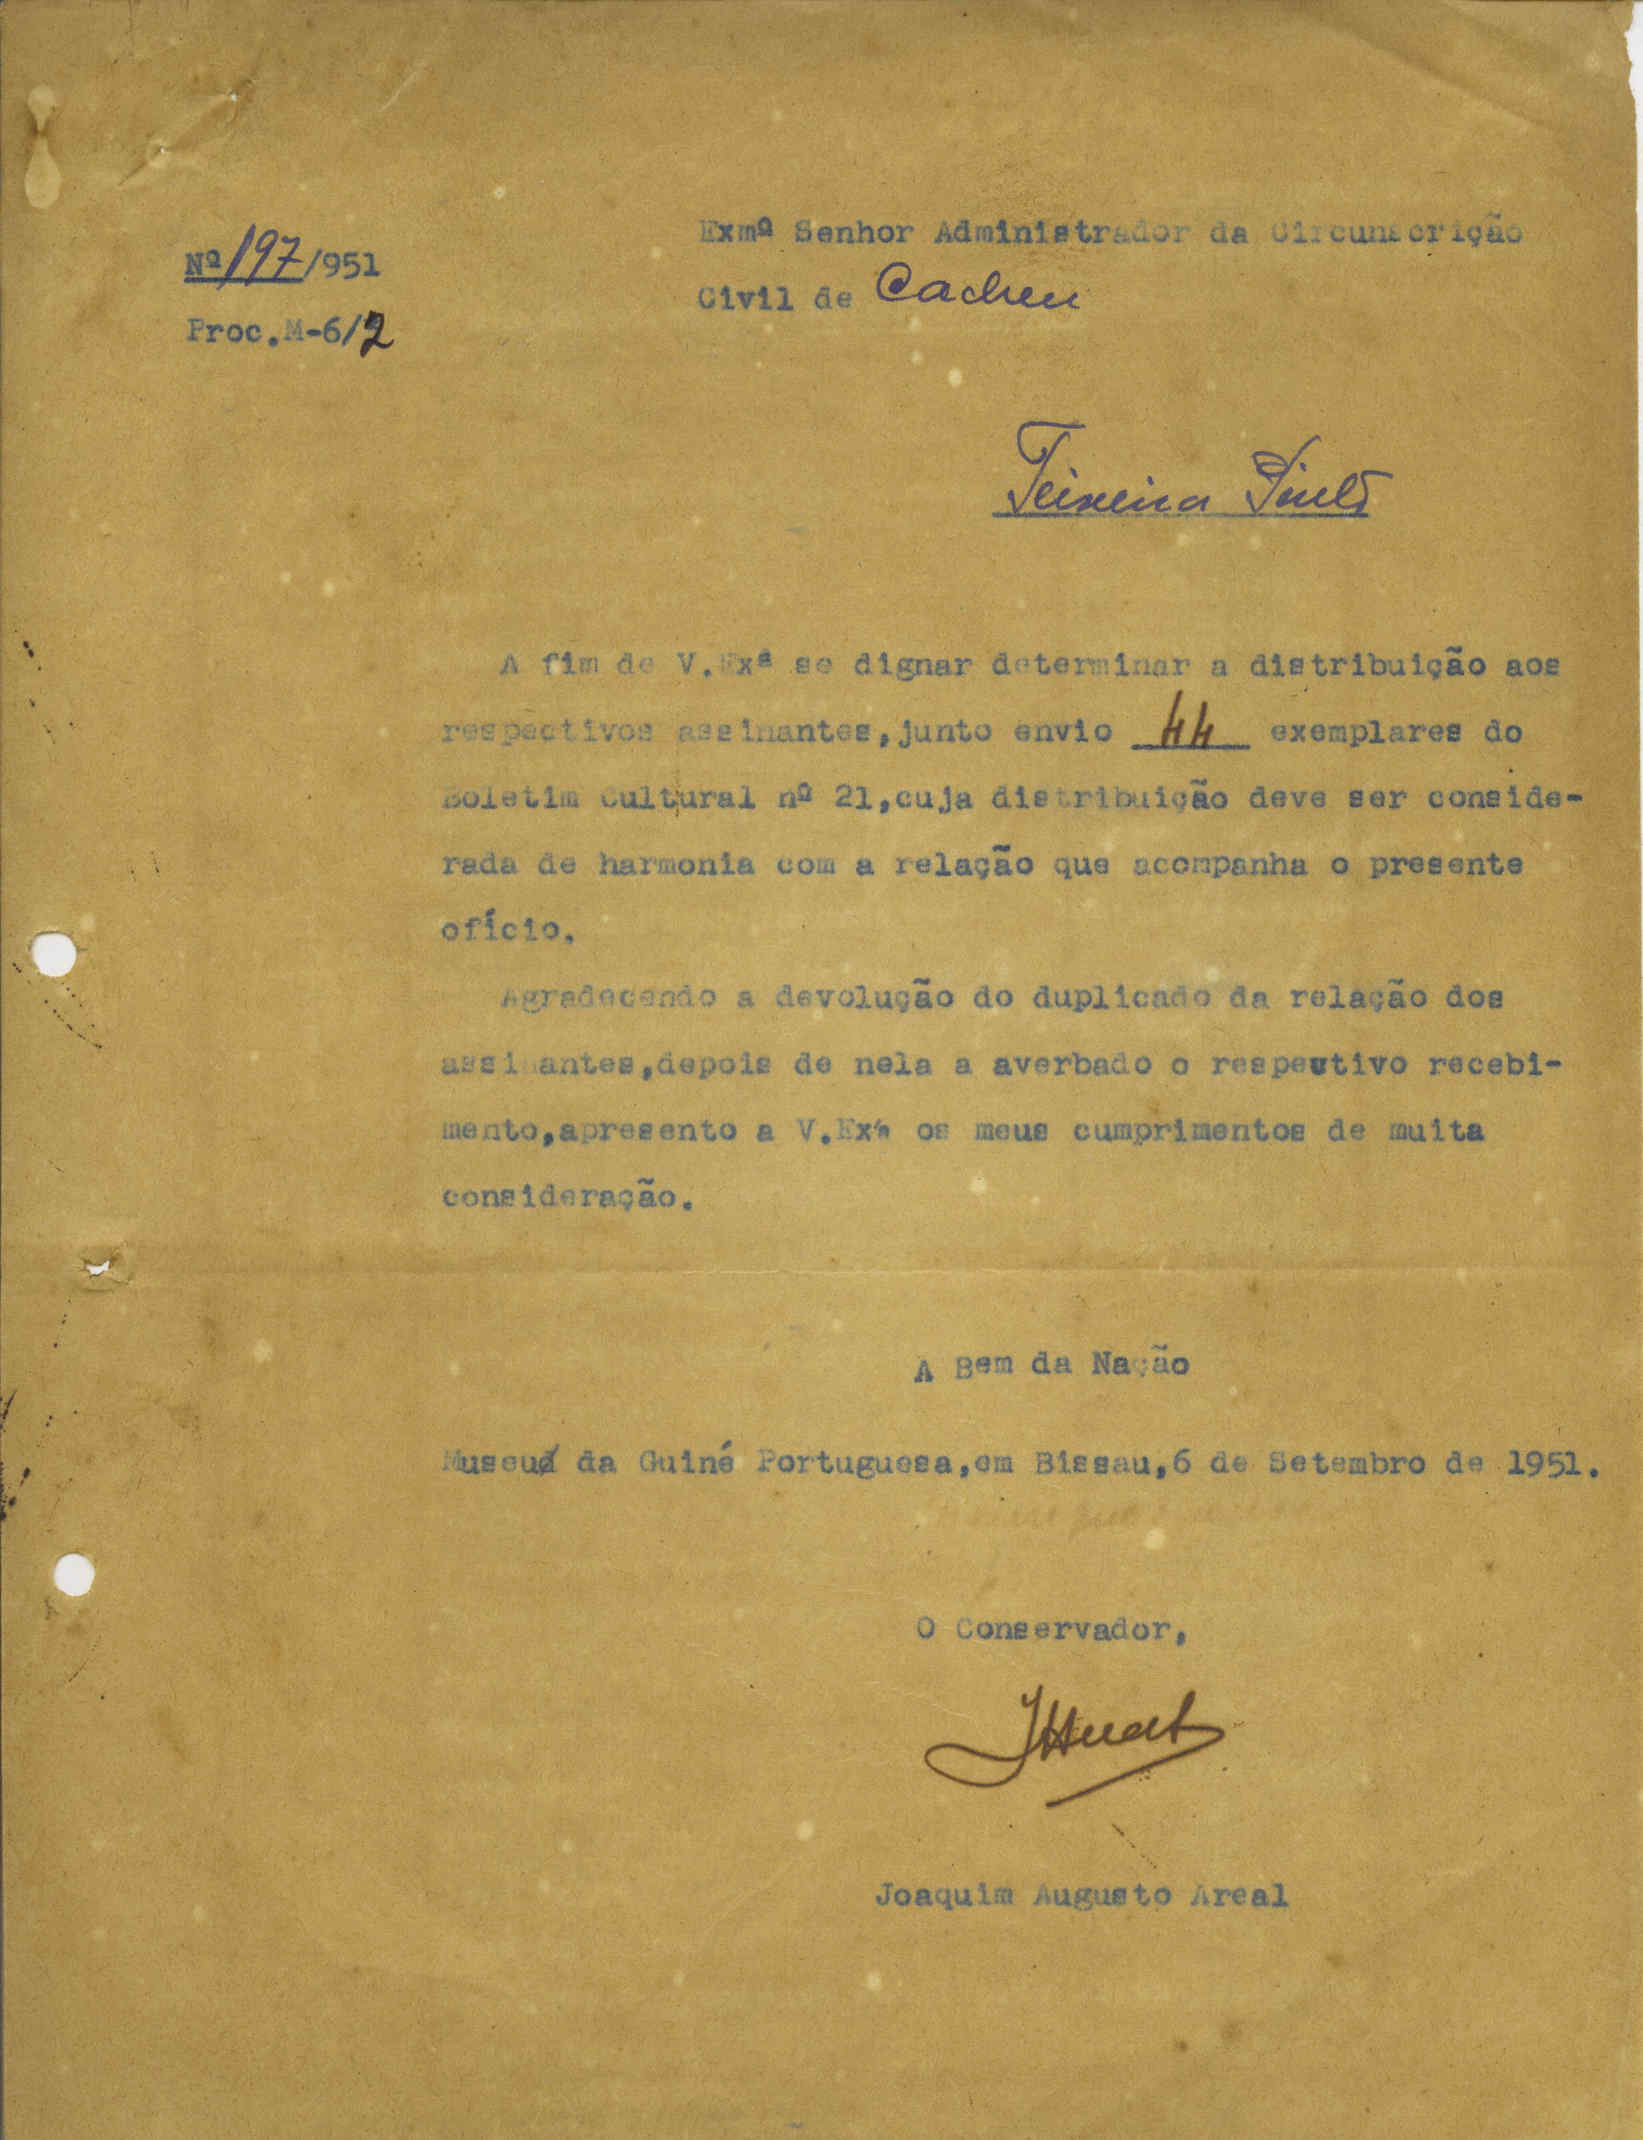 Nº 197/951
Proc.M-6/2
Exmº Senhor Administrador da Circunscrição
Civil de Cacheu
Teixeira Pinto
A fim de V.Exª se dignar determinar a distribuição aos
respectivos assinantes,junto envio 44 exemplares do
Boletim Cultural nº 21,cuja distribuição deve ser conside-
rada de harmonia com a relação que acompanha o presente
ofício.
Agradecendo a devolução do duplicado da relação dos
assinantes,depois de nela a averbado o respectivo recebi-
mento,apresento a V.Exª os meus cumprimentos de muita
consideração.
A Bem da Nação
Museu da Guiné Portuguesa,em Bissau,6 de Setembro de 1951.
O Conservador,
Joaquim Augusto Areal